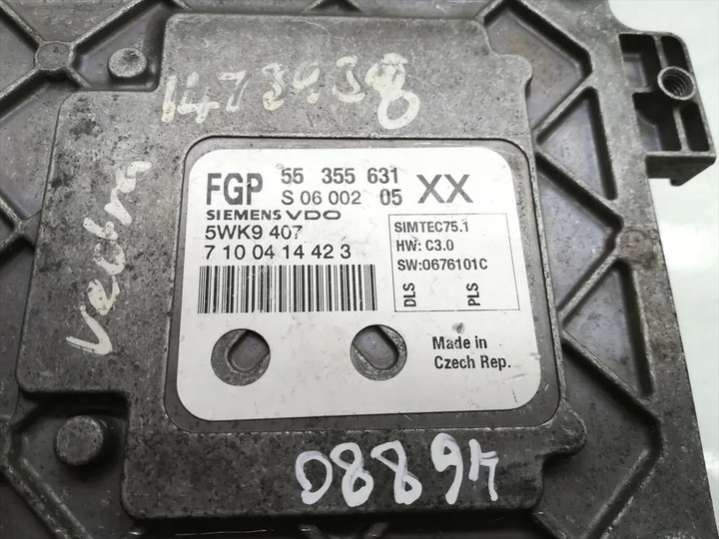 1473938
vectra
FGP 55 355 631 XX
S 06 002 05
SIEMENS VDO
5WK9 407
7 10 04 14 42 3
SIMTEC75.1
HW: C3.0
SW:0676101C
DLS PLS
Made in
Czech Rep.
D8894